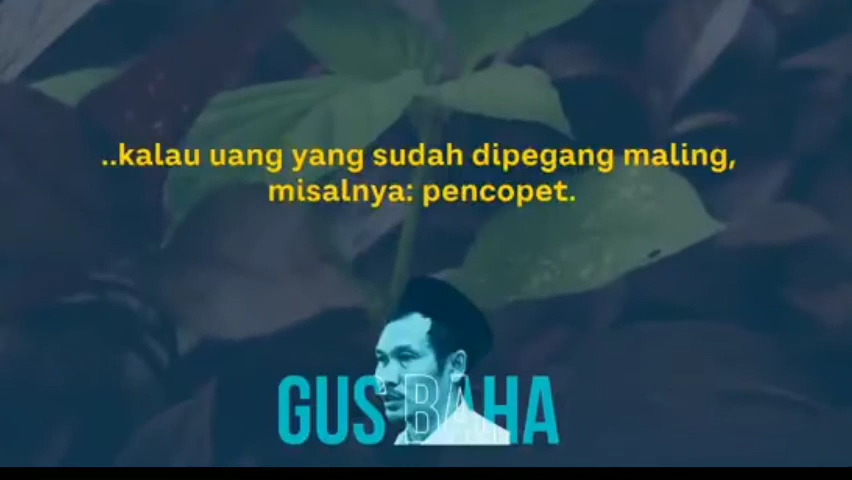 ..kalau uang yang sudah dipegang maling,
misalnya: pencopet.
GUS BAHA